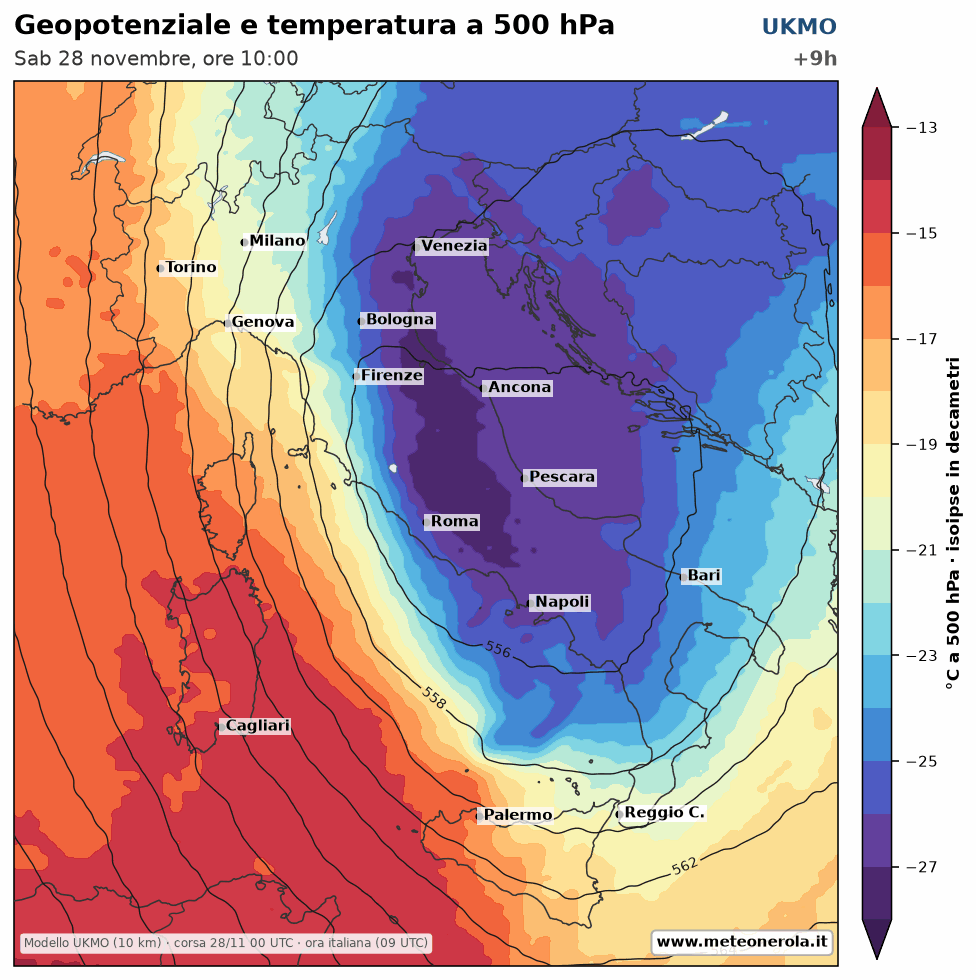 Geopotenziale e temperatura a 500 hPa
UKMO
Sab 28 novembre, ore 10:00
+9h
Milano
Venezia
Torino
Genova
Bologna
Firenze
Ancona
Pescara
Roma
Bari
Napoli
556
558
Cagliari
Palermo
Reggio C.
562
−13
−15
−17
−19
−21
−23
−25
−27
°C a 500 hPa · isoipse in decametri
Modello UKMO (10 km) · corsa 28/11 00 UTC · ora italiana (09 UTC)
www.meteonerola.it